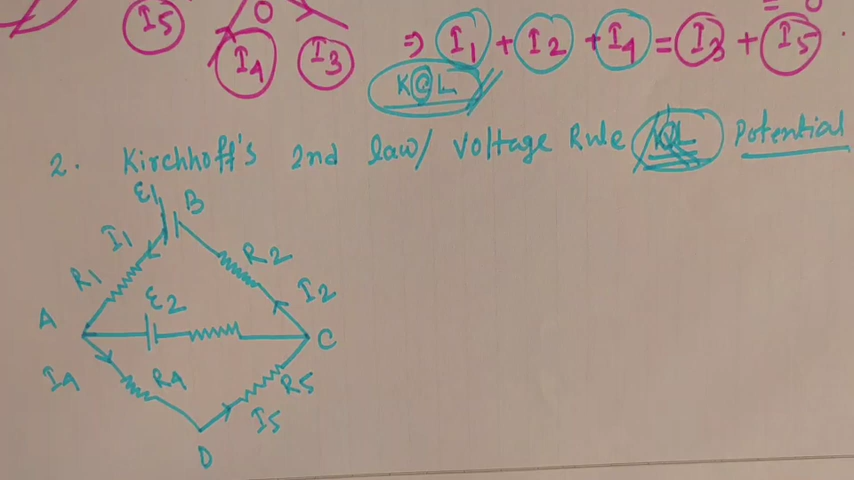 = 0
I5 O
I4 I3 ⇒ I1 + I2 + I4 = I3 + I5 .
KCL
2. Kirchhoff's 2nd law/ Voltage Rule Potential
ε1 B
I1
R2
R1 ε2 I2
A C
I4 R4 R5
I5
D